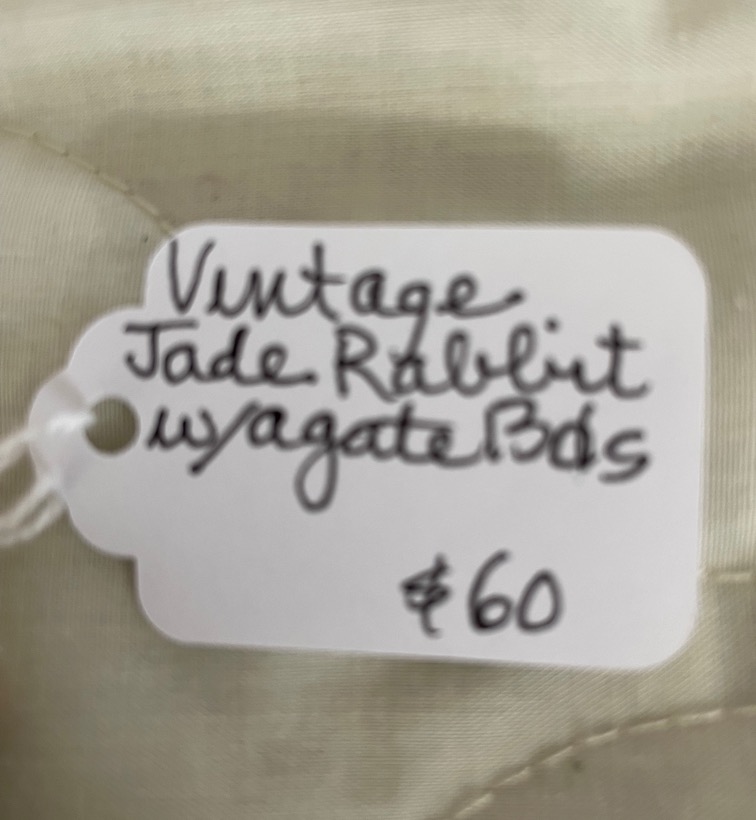 Vintage
Jade Rabbit
w/agate Bds
$60